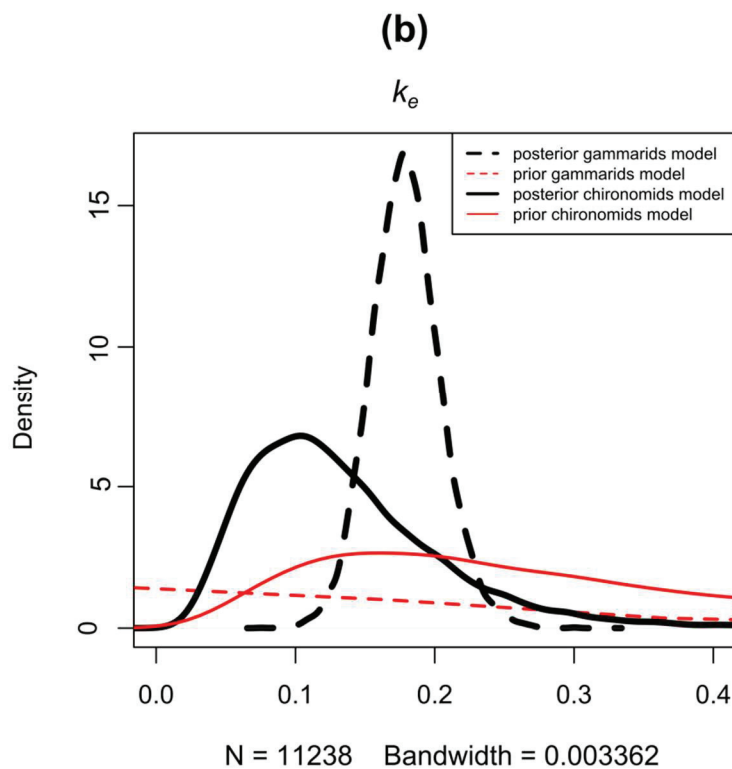 (b)
k_e
posterior gammarids model
prior gammarids model
posterior chironomids model
prior chironomids model
Density
15
10
5
0
0.0 0.1 0.2 0.3 0.4
N = 11238 Bandwidth = 0.003362